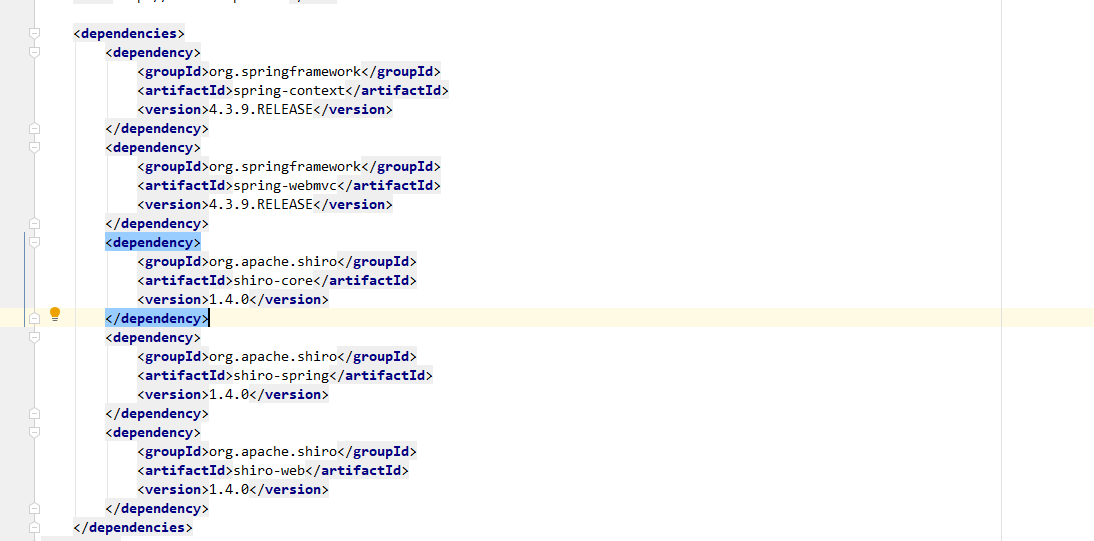 <dependencies>
<dependency>
<groupId>org.springframework</groupId>
<artifactId>spring-context</artifactId>
<version>4.3.9.RELEASE</version>
</dependency>
<dependency>
<groupId>org.springframework</groupId>
<artifactId>spring-webmvc</artifactId>
<version>4.3.9.RELEASE</version>
</dependency>
<dependency>
<groupId>org.apache.shiro</groupId>
<artifactId>shiro-core</artifactId>
<version>1.4.0</version>
</dependency>
<dependency>
<groupId>org.apache.shiro</groupId>
<artifactId>shiro-spring</artifactId>
<version>1.4.0</version>
</dependency>
<dependency>
<groupId>org.apache.shiro</groupId>
<artifactId>shiro-web</artifactId>
<version>1.4.0</version>
</dependency>
</dependencies>